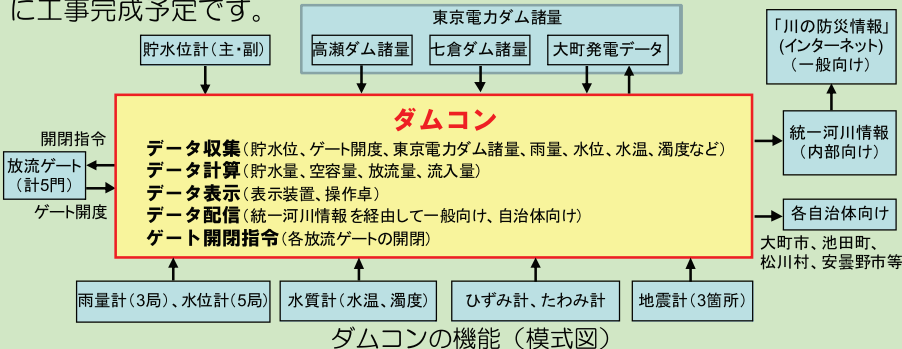 に工事完成予定です。
東京電力ダム諸量
貯水位計(主・副)
高瀬ダム諸量
七倉ダム諸量
大町発電データ
「川の防災情報」
(インターネット)
(一般向け)
ダムコン
データ収集(貯水位、ゲート開度、東京電力ダム諸量、雨量、水位、水温、濁度など)
データ計算(貯水量、空容量、放流量、流入量)
データ表示(表示装置、操作卓)
データ配信(統一河川情報を経由して一般向け、自治体向け)
ゲート開閉指令(各放流ゲートの開閉)
開閉指令
放流ゲート
(計5門)
ゲート開度
統一河川情報
(内部向け)
各自治体向け
大町市、池田町、
松川村、安曇野市等
雨量計(3局)、水位計(5局)
水質計(水温、濁度)
ひずみ計、たわみ計
地震計(3箇所)
ダムコンの機能(模式図)